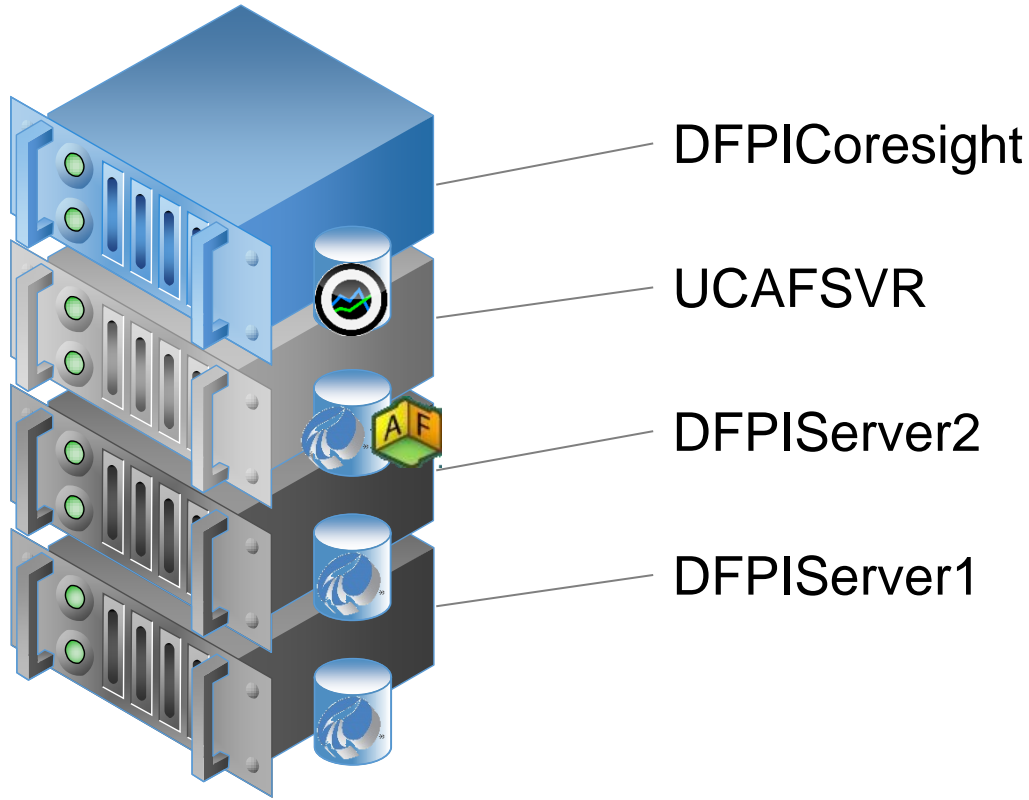 DFPICoresight
UCAFSVR
A F
DFPIServer2
DFPIServer1